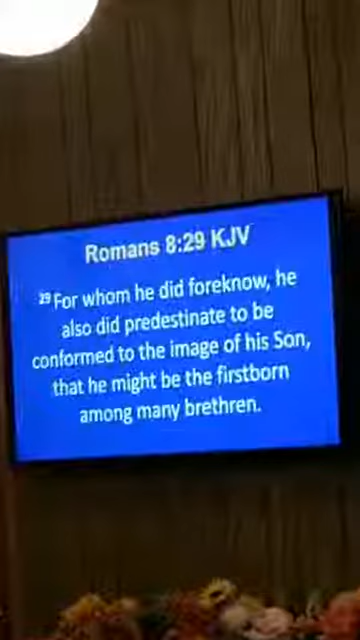 Romans 8:29 KJV
29 For whom he did foreknow, he
also did predestinate to be
conformed to the image of his Son,
that he might be the firstborn
among many brethren.